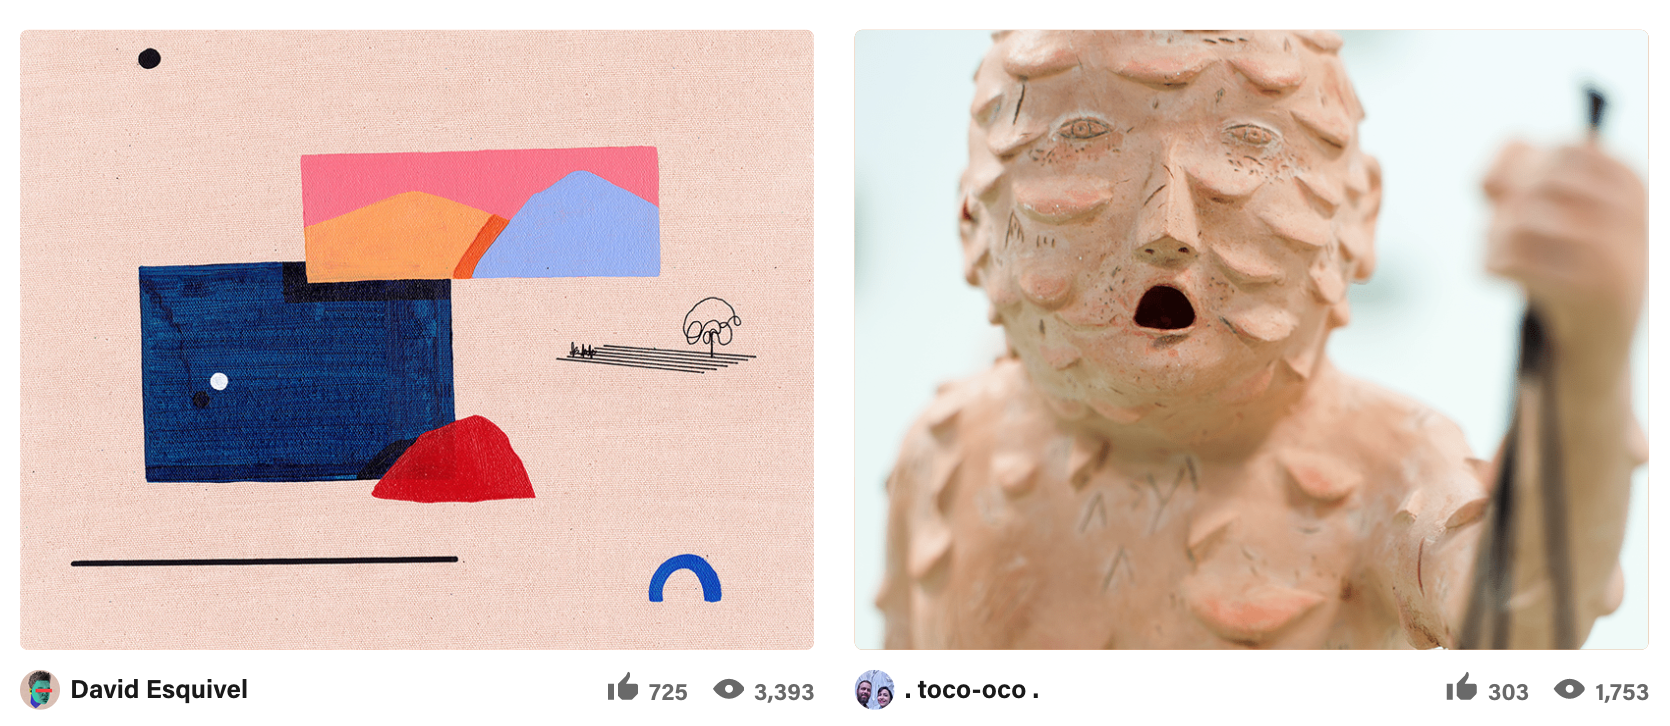 David Esquivel 725 3,393
. toco-oco . 303 1,753